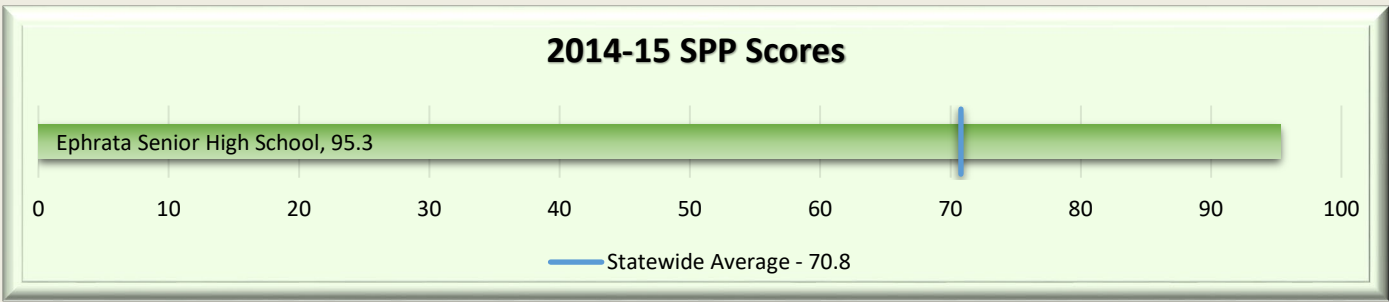 2014-15 SPP Scores
Ephrata Senior High School, 95.3
0 10 20 30 40 50 60 70 80 90 100
Statewide Average - 70.8